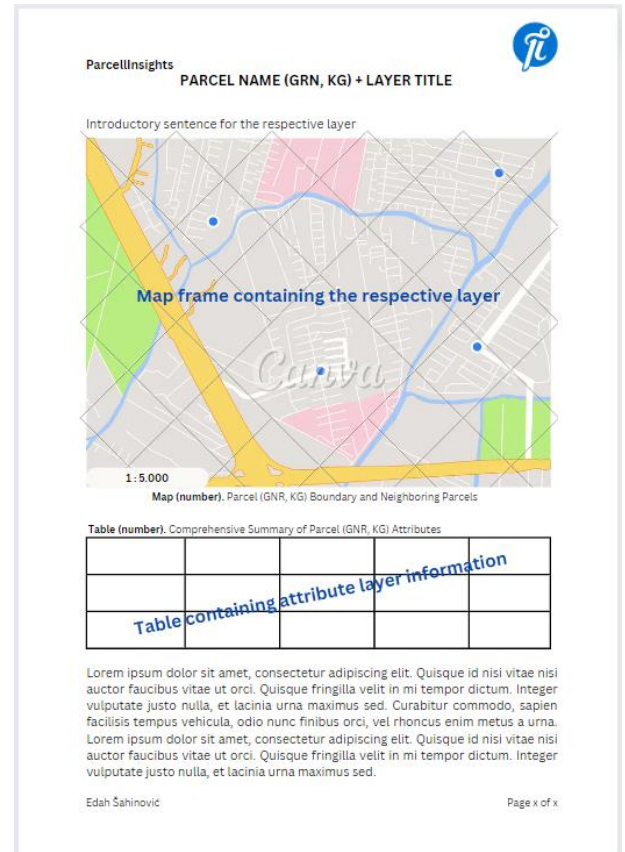 ParcelIInsights
PARCEL NAME (GRN, KG) + LAYER TITLE
Introductory sentence for the respective layer
Map frame containing the respective layer
Canva
1 : 5.000
Map (number). Parcel (GNR, KG) Boundary and Neighboring Parcels
Table (number). Comprehensive Summary of Parcel (GNR, KG) Attributes
Table containing attribute layer information
Lorem ipsum dolor sit amet, consectetur adipiscing elit. Quisque id nisi vitae nisi
auctor faucibus vitae ut orci. Quisque fringilla velit in mi tempor dictum. Integer
vulputate justo nulla, et lacinia urna maximus sed. Curabitur commodo, sapien
facilisis tempus vehicula, odio nunc finibus orci, vel rhoncus enim metus a urna.
Lorem ipsum dolor sit amet, consectetur adipiscing elit. Quisque id nisi vitae nisi
auctor faucibus vitae ut orci. Quisque fringilla velit in mi tempor dictum. Integer
vulputate justo nulla, et lacinia urna maximus sed.
Edah Šahinović
Page x of x